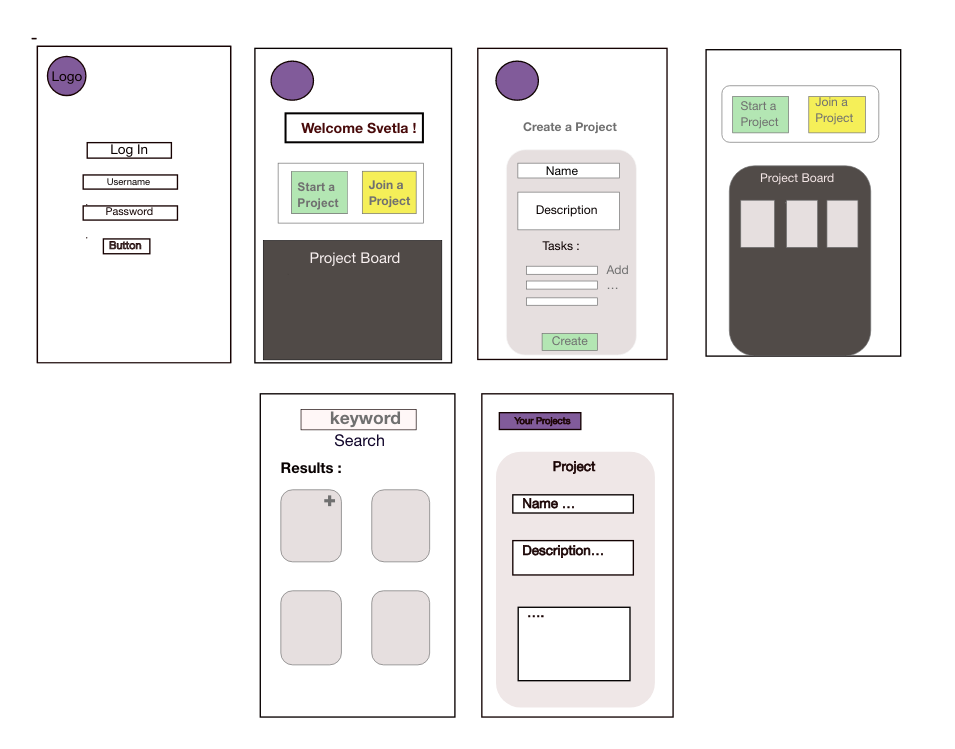 Logo
Log In
Username
Password
Button
Welcome Svetla !
Start a
Project
Join a
Project
Project Board
Create a Project
Name
Description
Tasks :
Add
...
Create
Start a
Project
Join a
Project
Project Board
keyword
Search
Results :
+
Your Projects
Project
Name ...
Description...
....